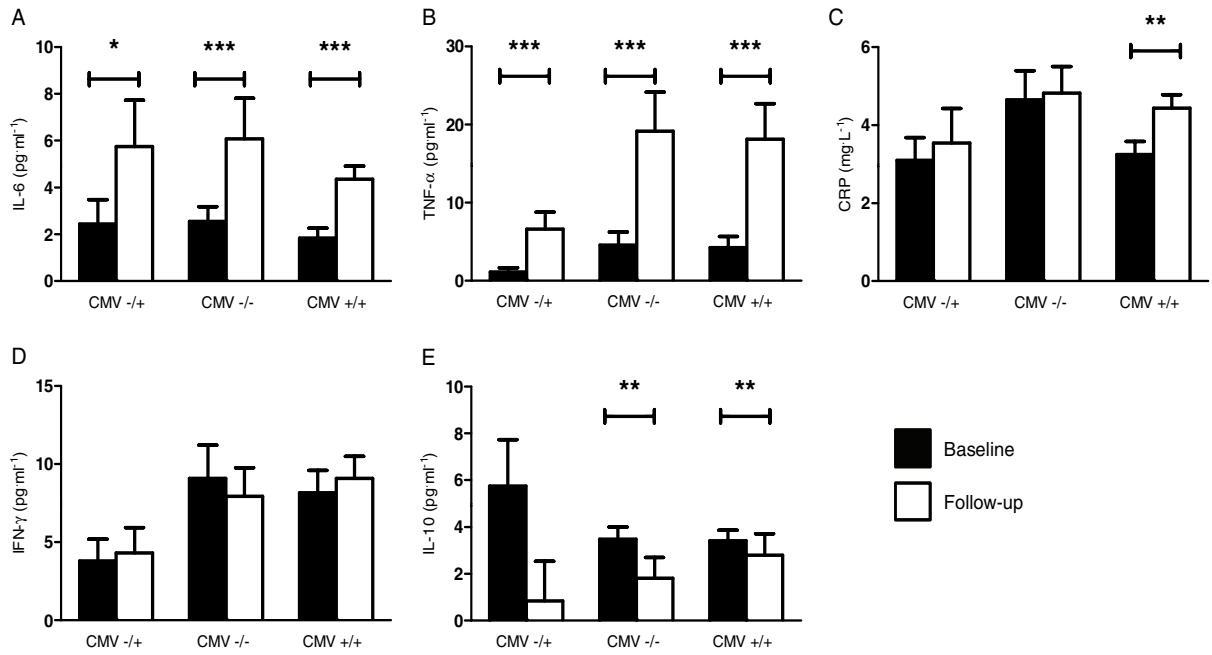 A
IL-6 (pg·ml⁻¹)
10
8
6
4
2
0
*
***
***
CMV -/+
CMV -/-
CMV +/+
B
TNF-α (pg·ml⁻¹)
30
20
10
0
***
***
***
CMV -/+
CMV -/-
CMV +/+
C
CRP (mg·L⁻¹)
6
4
2
0
**
CMV -/+
CMV -/-
CMV +/+
D
IFN-γ (pg·ml⁻¹)
15
10
5
0
CMV -/+
CMV -/-
CMV +/+
E
IL-10 (pg·ml⁻¹)
10
8
6
4
2
0
**
**
CMV -/+
CMV -/-
CMV +/+
Baseline
Follow-up